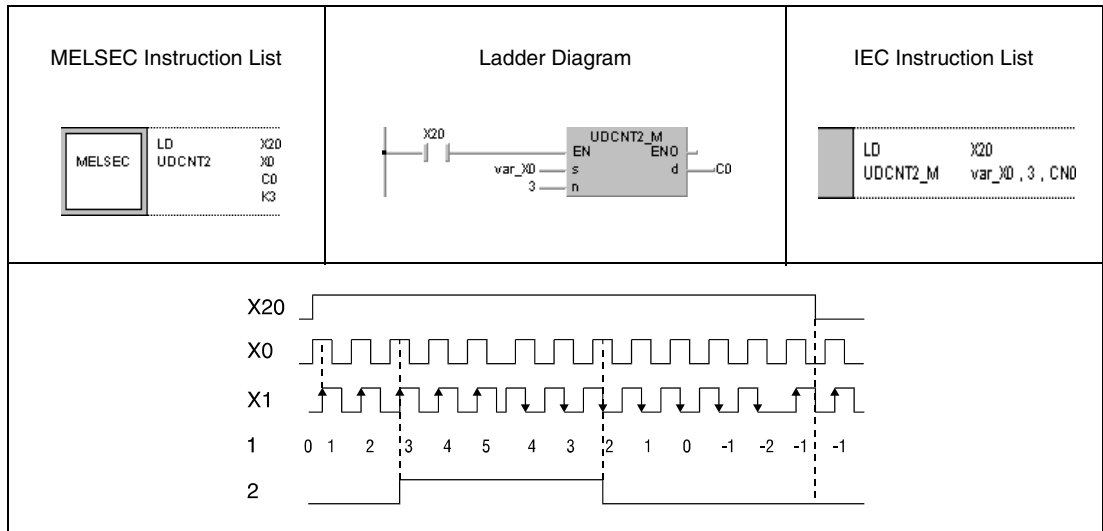 MELSEC Instruction List
MELSEC
LD X20
UDCNT2 X0
C0
K3
Ladder Diagram
X20
UDCNT2_M
EN ENO
var_X0 s d C0
3 n
IEC Instruction List
LD X20
UDCNT2_M var_X0 , 3 , CN0
X20
X0
X1
1 0 1 2 3 4 5 4 3 2 1 0 -1 -2 -1 -1
2